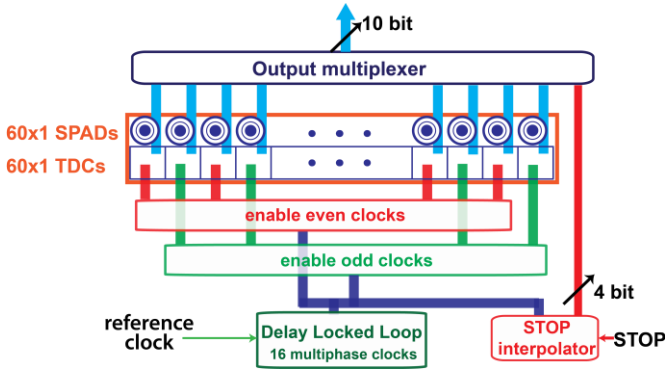 10 bit
Output multiplexer
60x1 SPADs
60x1 TDCs
enable even clocks
enable odd clocks
4 bit
reference
clock
Delay Locked Loop
16 multiphase clocks
STOP
interpolator
STOP